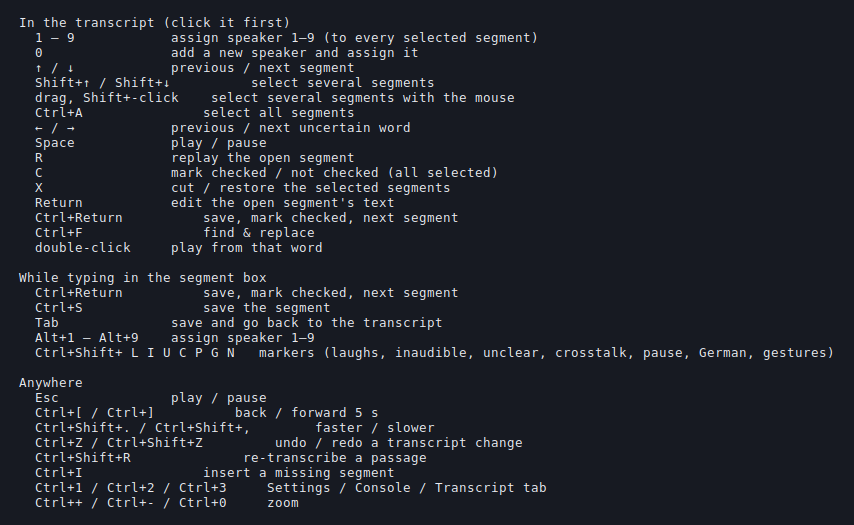 In the transcript (click it first)
  1 – 9            assign speaker 1–9 (to every selected segment)
  0                add a new speaker and assign it
  ↑ / ↓            previous / next segment
  Shift+↑ / Shift+↓          select several segments
  drag, Shift+-click    select several segments with the mouse
  Ctrl+A               select all segments
  ← / →            previous / next uncertain word
  Space            play / pause
  R                replay the open segment
  C                mark checked / not checked (all selected)
  X                cut / restore the selected segments
  Return           edit the open segment's text
  Ctrl+Return          save, mark checked, next segment
  Ctrl+F               find & replace
  double-click     play from that word

While typing in the segment box
  Ctrl+Return          save, mark checked, next segment
  Ctrl+S               save the segment
  Tab              save and go back to the transcript
  Alt+1 – Alt+9    assign speaker 1–9
  Ctrl+Shift+ L I U C P G N   markers (laughs, inaudible, unclear, crosstalk, pause, German, gestures)

Anywhere
  Esc              play / pause
  Ctrl+[ / Ctrl+]          back / forward 5 s
  Ctrl+Shift+. / Ctrl+Shift+,        faster / slower
  Ctrl+Z / Ctrl+Shift+Z         undo / redo a transcript change
  Ctrl+Shift+R              re-transcribe a passage
  Ctrl+I               insert a missing segment
  Ctrl+1 / Ctrl+2 / Ctrl+3     Settings / Console / Transcript tab
  Ctrl++ / Ctrl+- / Ctrl+0     zoom